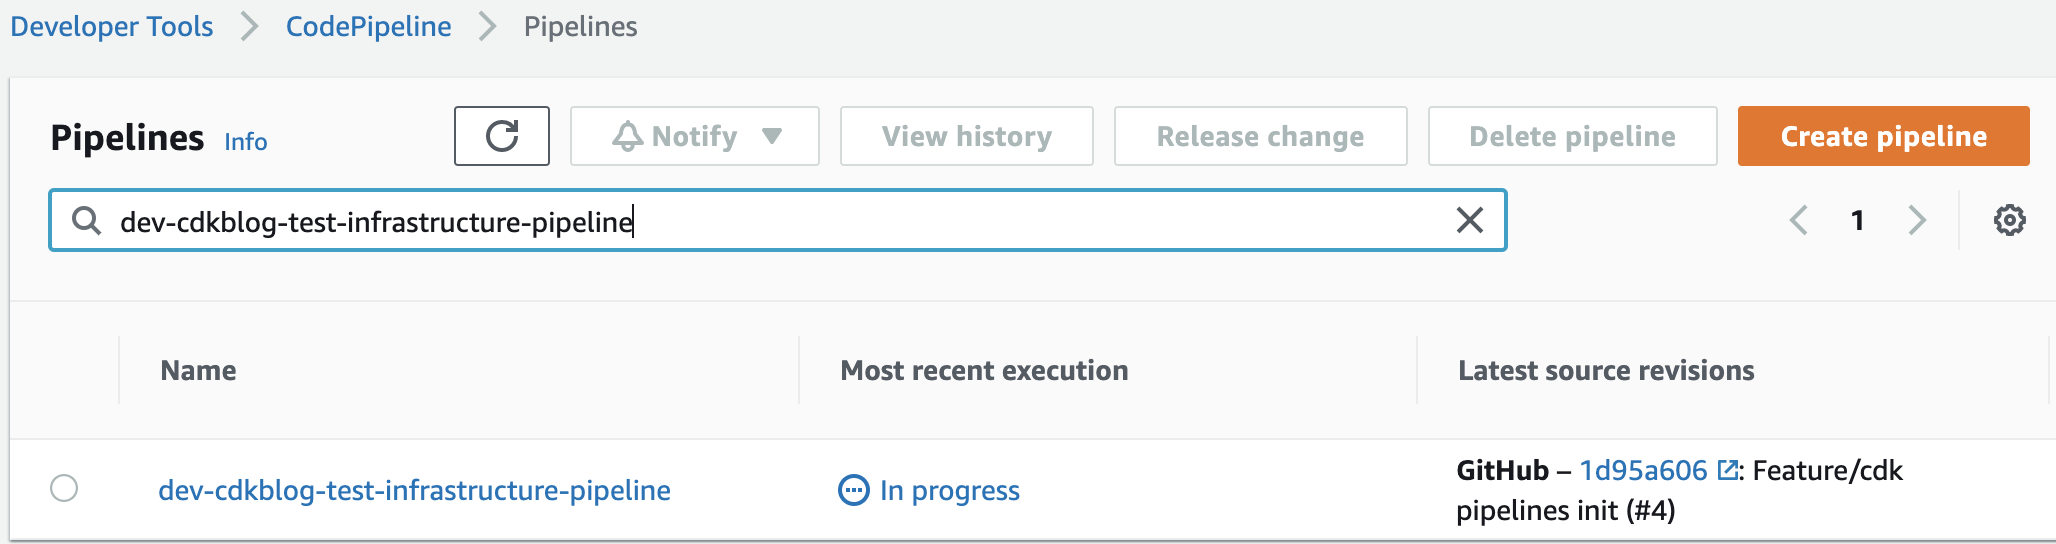 Developer Tools > CodePipeline > Pipelines
Pipelines Info Notify View history Release change Delete pipeline Create pipeline
dev-cdkblog-test-infrastructure-pipeline 1
Name Most recent execution Latest source revisions
dev-cdkblog-test-infrastructure-pipeline In progress GitHub – 1d95a606 : Feature/cdk
pipelines init (#4)